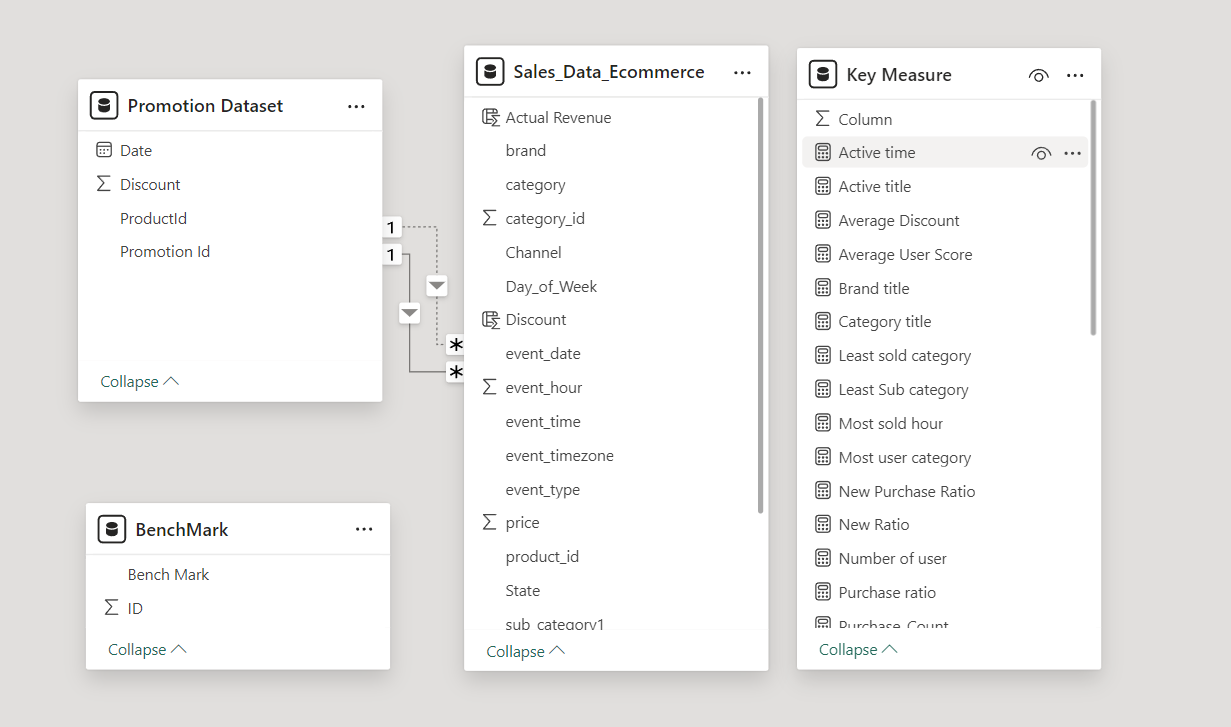 Promotion Dataset
Date
Discount
ProductId
Promotion Id
Collapse
1
1
*
*
BenchMark
Bench Mark
ID
Collapse
Sales_Data_Ecommerce
Actual Revenue
brand
category
category_id
Channel
Day_of_Week
Discount
event_date
event_hour
event_time
event_timezone
event_type
price
product_id
State
sub_category1
Collapse
Key Measure
Column
Active time
Active title
Average Discount
Average User Score
Brand title
Category title
Least sold category
Least Sub category
Most sold hour
Most user category
New Purchase Ratio
New Ratio
Number of user
Purchase ratio
Purchase_Count
Collapse